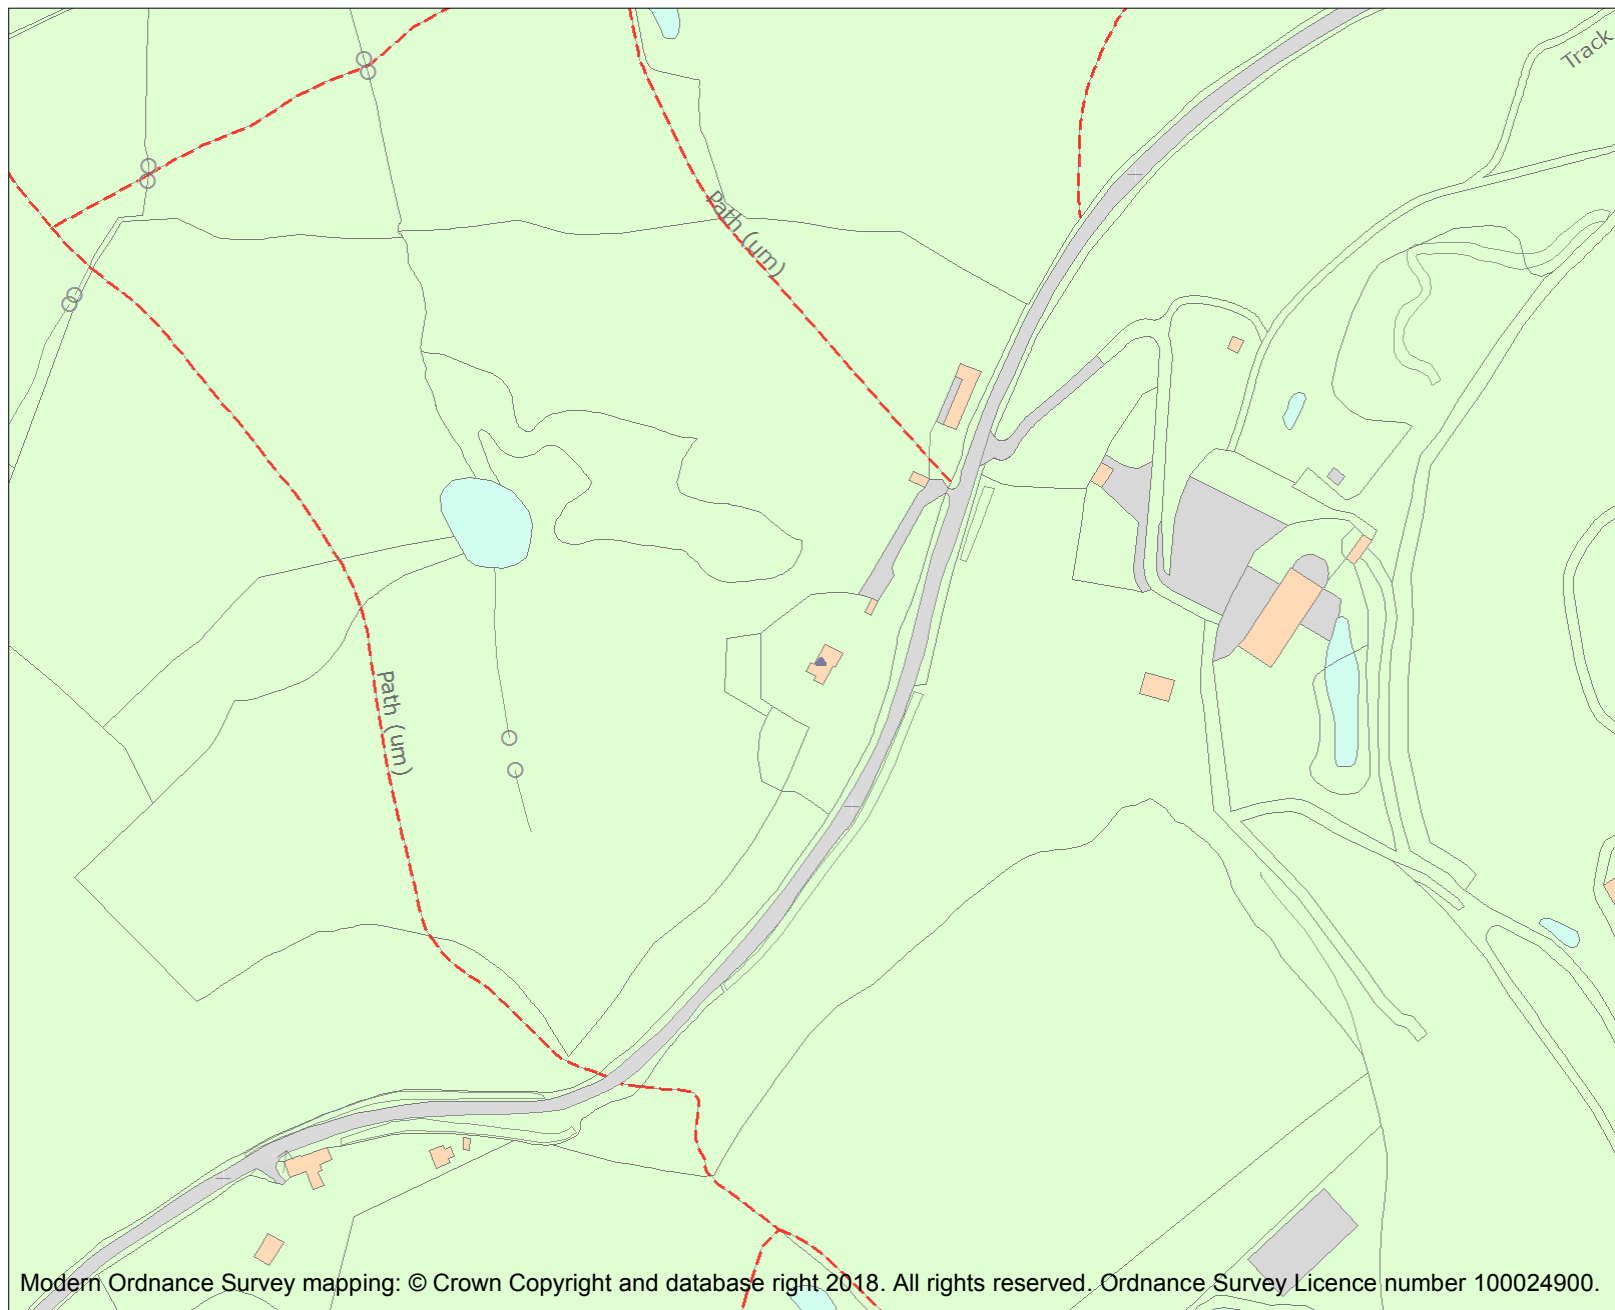 Track
Path (um)
Path (um)
Modern Ordnance Survey mapping: © Crown Copyright and database right 2018. All rights reserved. Ordnance Survey Licence number 100024900.